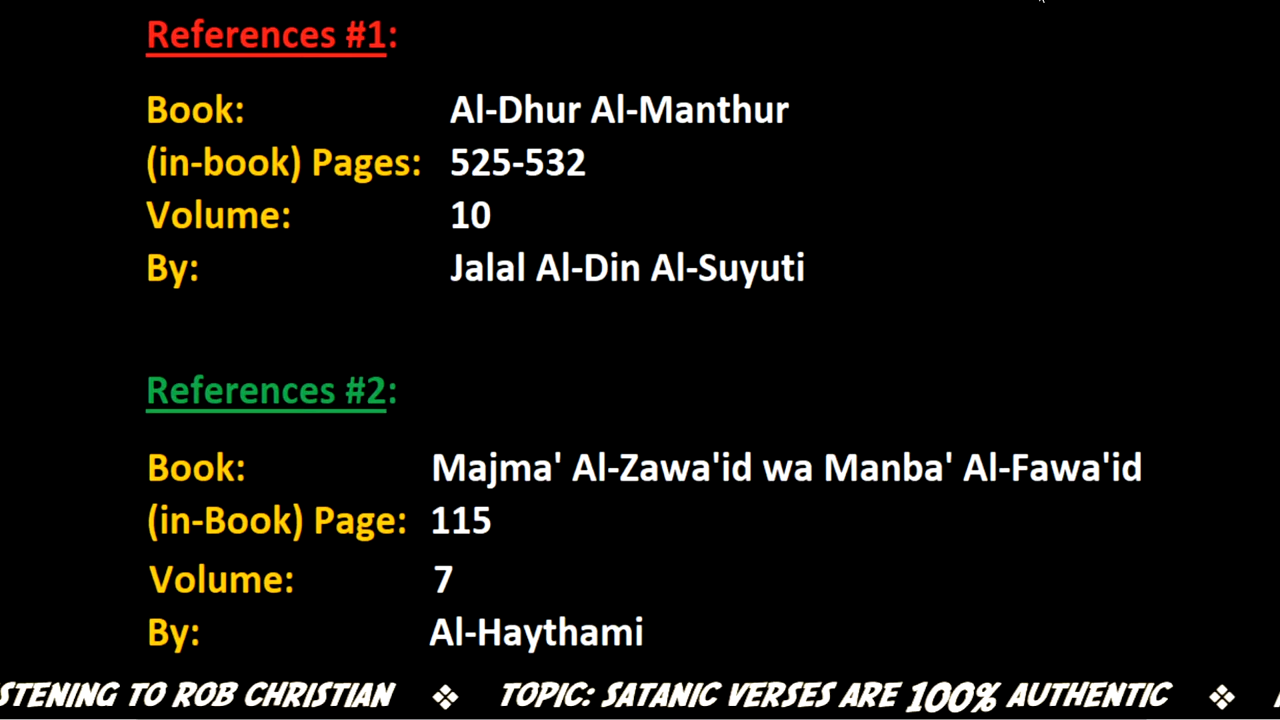 References #1:
Book: Al-Dhur Al-Manthur
(in-book) Pages: 525-532
Volume: 10
By: Jalal Al-Din Al-Suyuti
References #2:
Book: Majma' Al-Zawa'id wa Manba' Al-Fawa'id
(in-Book) Page: 115
Volume: 7
By: Al-Haythami
STENING TO ROB CHRISTIAN ❖ TOPIC: SATANIC VERSES ARE 100% AUTHENTIC ❖